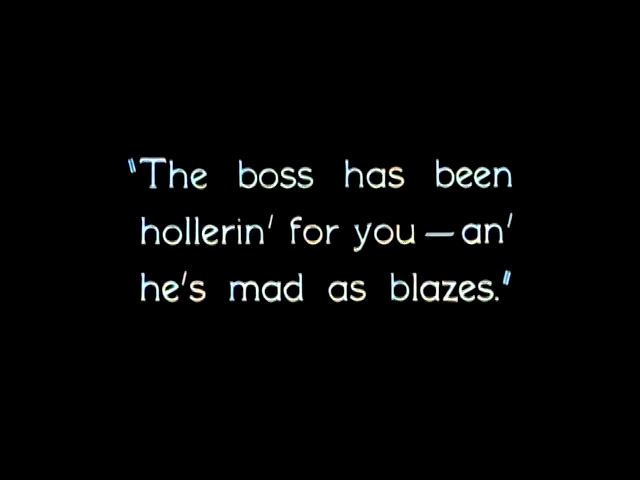 "The boss has been
hollerin' for you — an'
he's mad as blazes."